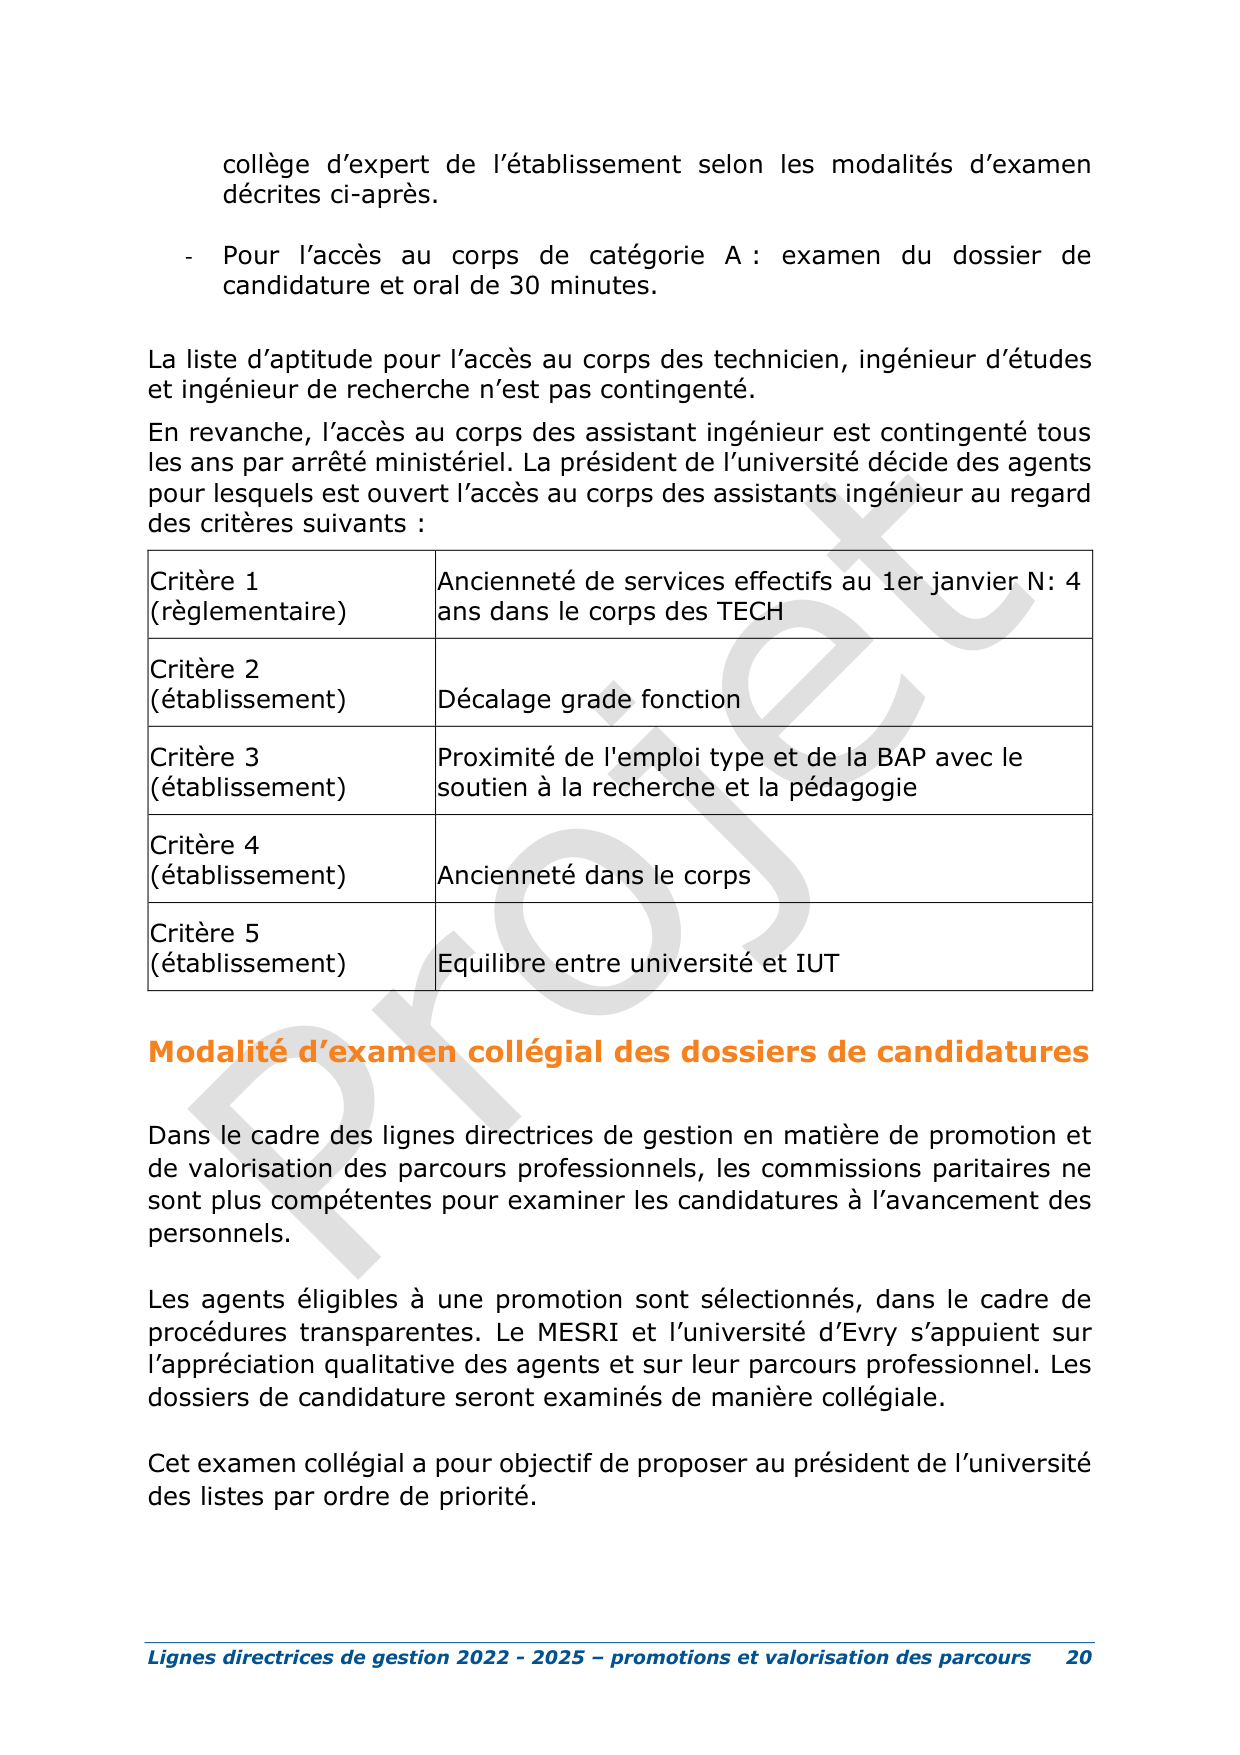 collège d’expert de l’établissement selon les modalités d’examen
décrites ci-après.
- Pour l’accès au corps de catégorie A : examen du dossier de
candidature et oral de 30 minutes.
La liste d’aptitude pour l’accès au corps des technicien, ingénieur d’études
et ingénieur de recherche n’est pas contingenté.
En revanche, l’accès au corps des assistant ingénieur est contingenté tous
les ans par arrêté ministériel. La président de l’université décide des agents
pour lesquels est ouvert l’accès au corps des assistants ingénieur au regard
des critères suivants :
Critère 1
(règlementaire)
Ancienneté de services effectifs au 1er janvier N: 4
ans dans le corps des TECH
Critère 2
(établissement)
Décalage grade fonction
Critère 3
(établissement)
Proximité de l'emploi type et de la BAP avec le
soutien à la recherche et la pédagogie
Critère 4
(établissement)
Ancienneté dans le corps
Critère 5
(établissement)
Equilibre entre université et IUT
Projet
Modalité d’examen collégial des dossiers de candidatures
Dans le cadre des lignes directrices de gestion en matière de promotion et
de valorisation des parcours professionnels, les commissions paritaires ne
sont plus compétentes pour examiner les candidatures à l’avancement des
personnels.
Les agents éligibles à une promotion sont sélectionnés, dans le cadre de
procédures transparentes. Le MESRI et l’université d’Evry s’appuient sur
l’appréciation qualitative des agents et sur leur parcours professionnel. Les
dossiers de candidature seront examinés de manière collégiale.
Cet examen collégial a pour objectif de proposer au président de l’université
des listes par ordre de priorité.
Lignes directrices de gestion 2022 - 2025 – promotions et valorisation des parcours 20